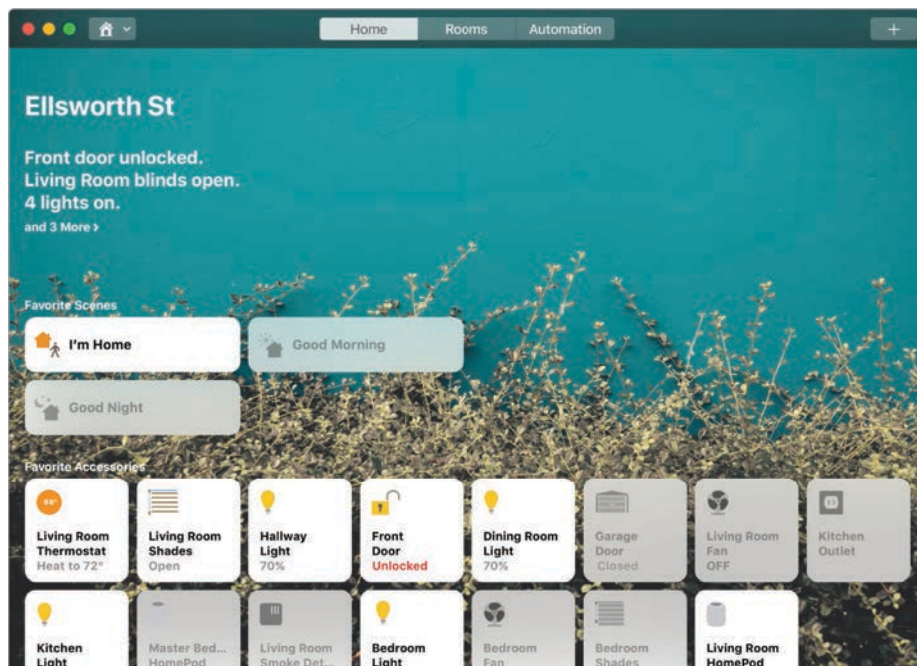 Home Rooms Automation
Ellsworth St
Front door unlocked.
Living Room blinds open.
4 lights on.
and 3 More >
Favorite Scenes
I'm Home
Good Morning
Good Night
Favorite Accessories
68°
Living Room
Thermostat
Heat to 72°
Living Room
Shades
Open
Hallway
Light
70%
Front
Door
Unlocked
Dining Room
Light
70%
Garage
Door
Closed
Living Room
Fan
OFF
Kitchen
Outlet
Kitchen
Light
Master Bed...
HomePod
Living Room
Smoke Det...
Bedroom
Light
Bedroom
Fan
Bedroom
Shades
Living Room
HomePod